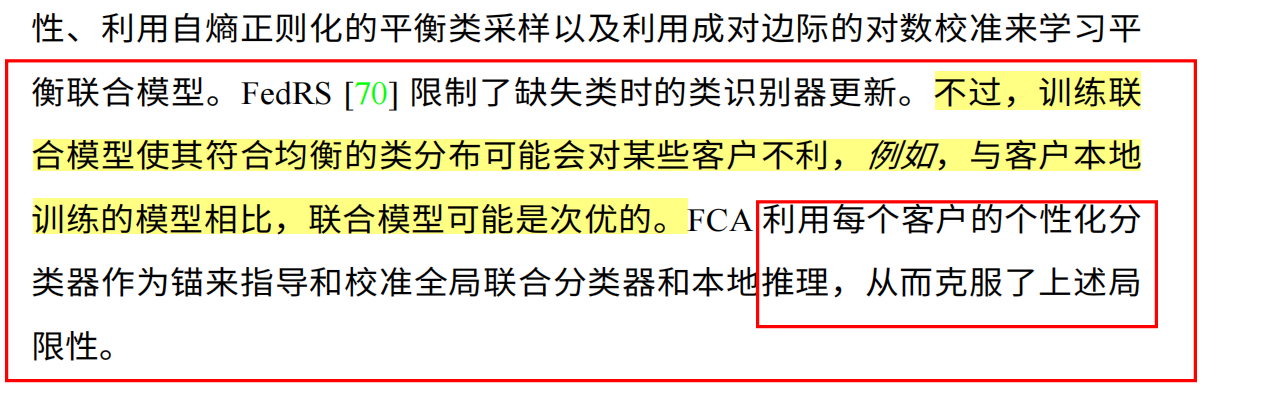 性、利用自熵正则化的平衡类采样以及利用成对边际的对数校准来学习平
衡联合模型。FedRS [70] 限制了缺失类时的类识别器更新。不过，训练联
合模型使其符合均衡的类分布可能会对某些客户不利，例如，与客户本地
训练的模型相比，联合模型可能是次优的。FCA 利用每个客户的个性化分
类器作为锚来指导和校准全局联合分类器和本地推理，从而克服了上述局
限性。